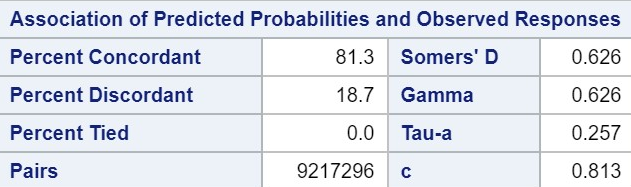 Association of Predicted Probabilities and Observed Responses
Percent Concordant 81.3 Somers' D 0.626
Percent Discordant 18.7 Gamma 0.626
Percent Tied 0.0 Tau-a 0.257
Pairs 9217296 c 0.813